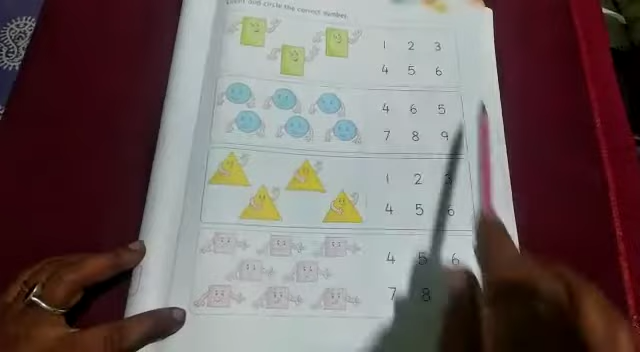 Count and circle the correct number.
1 2 3
4 5 6
4 6 5
7 8 9
1 2 3
4 5 6
4 5 6
7 8